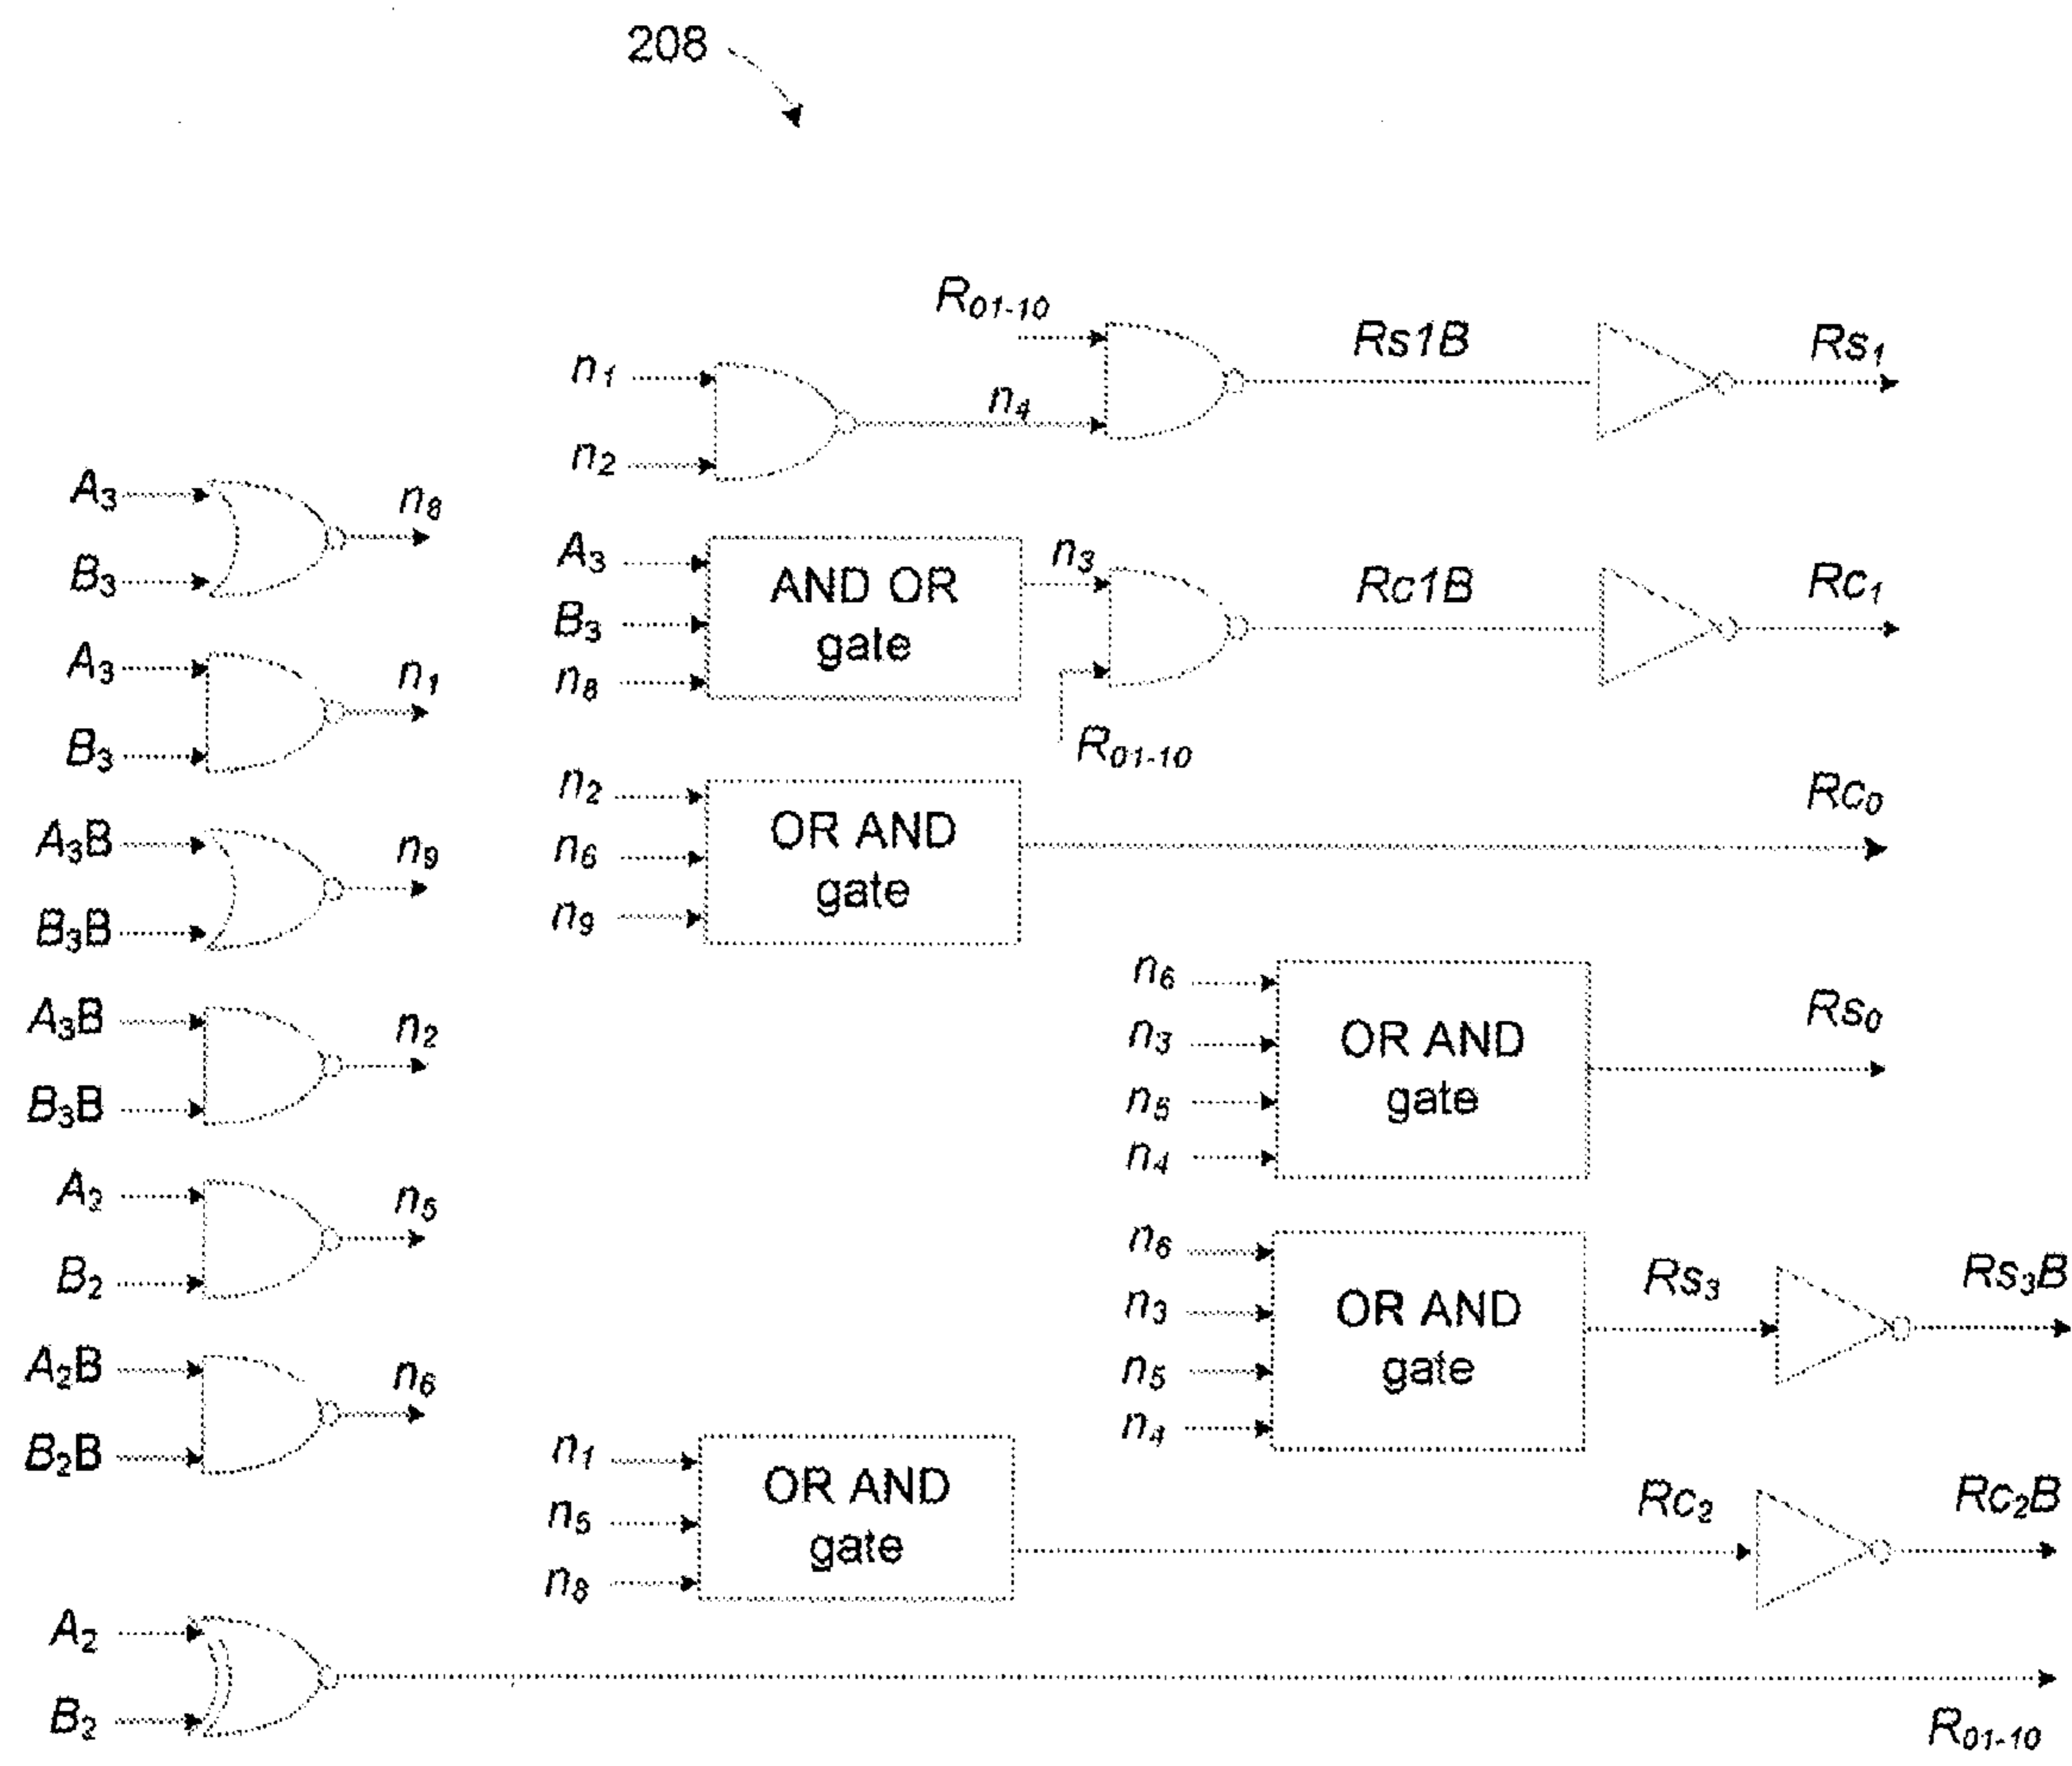 208
R01-10
n1
n4
Rs1B
Rs1
n2
A3
n8
B3
A3
n3
Rc1B
Rc1
AND OR
gate
B3
n8
A3
n1
B3
R01-10
n2
Rc0
OR AND
gate
A3B
n9
n6
B3B
n9
n6
Rs0
OR AND
gate
A3B
n2
n3
B3B
n5
n4
A2
n5
B2
n6
Rs3
Rs3B
OR AND
gate
n3
A2B
n6
n5
B2B
n4
n1
Rc2
Rc2B
OR AND
gate
n5
n8
A2
B2
R01-10